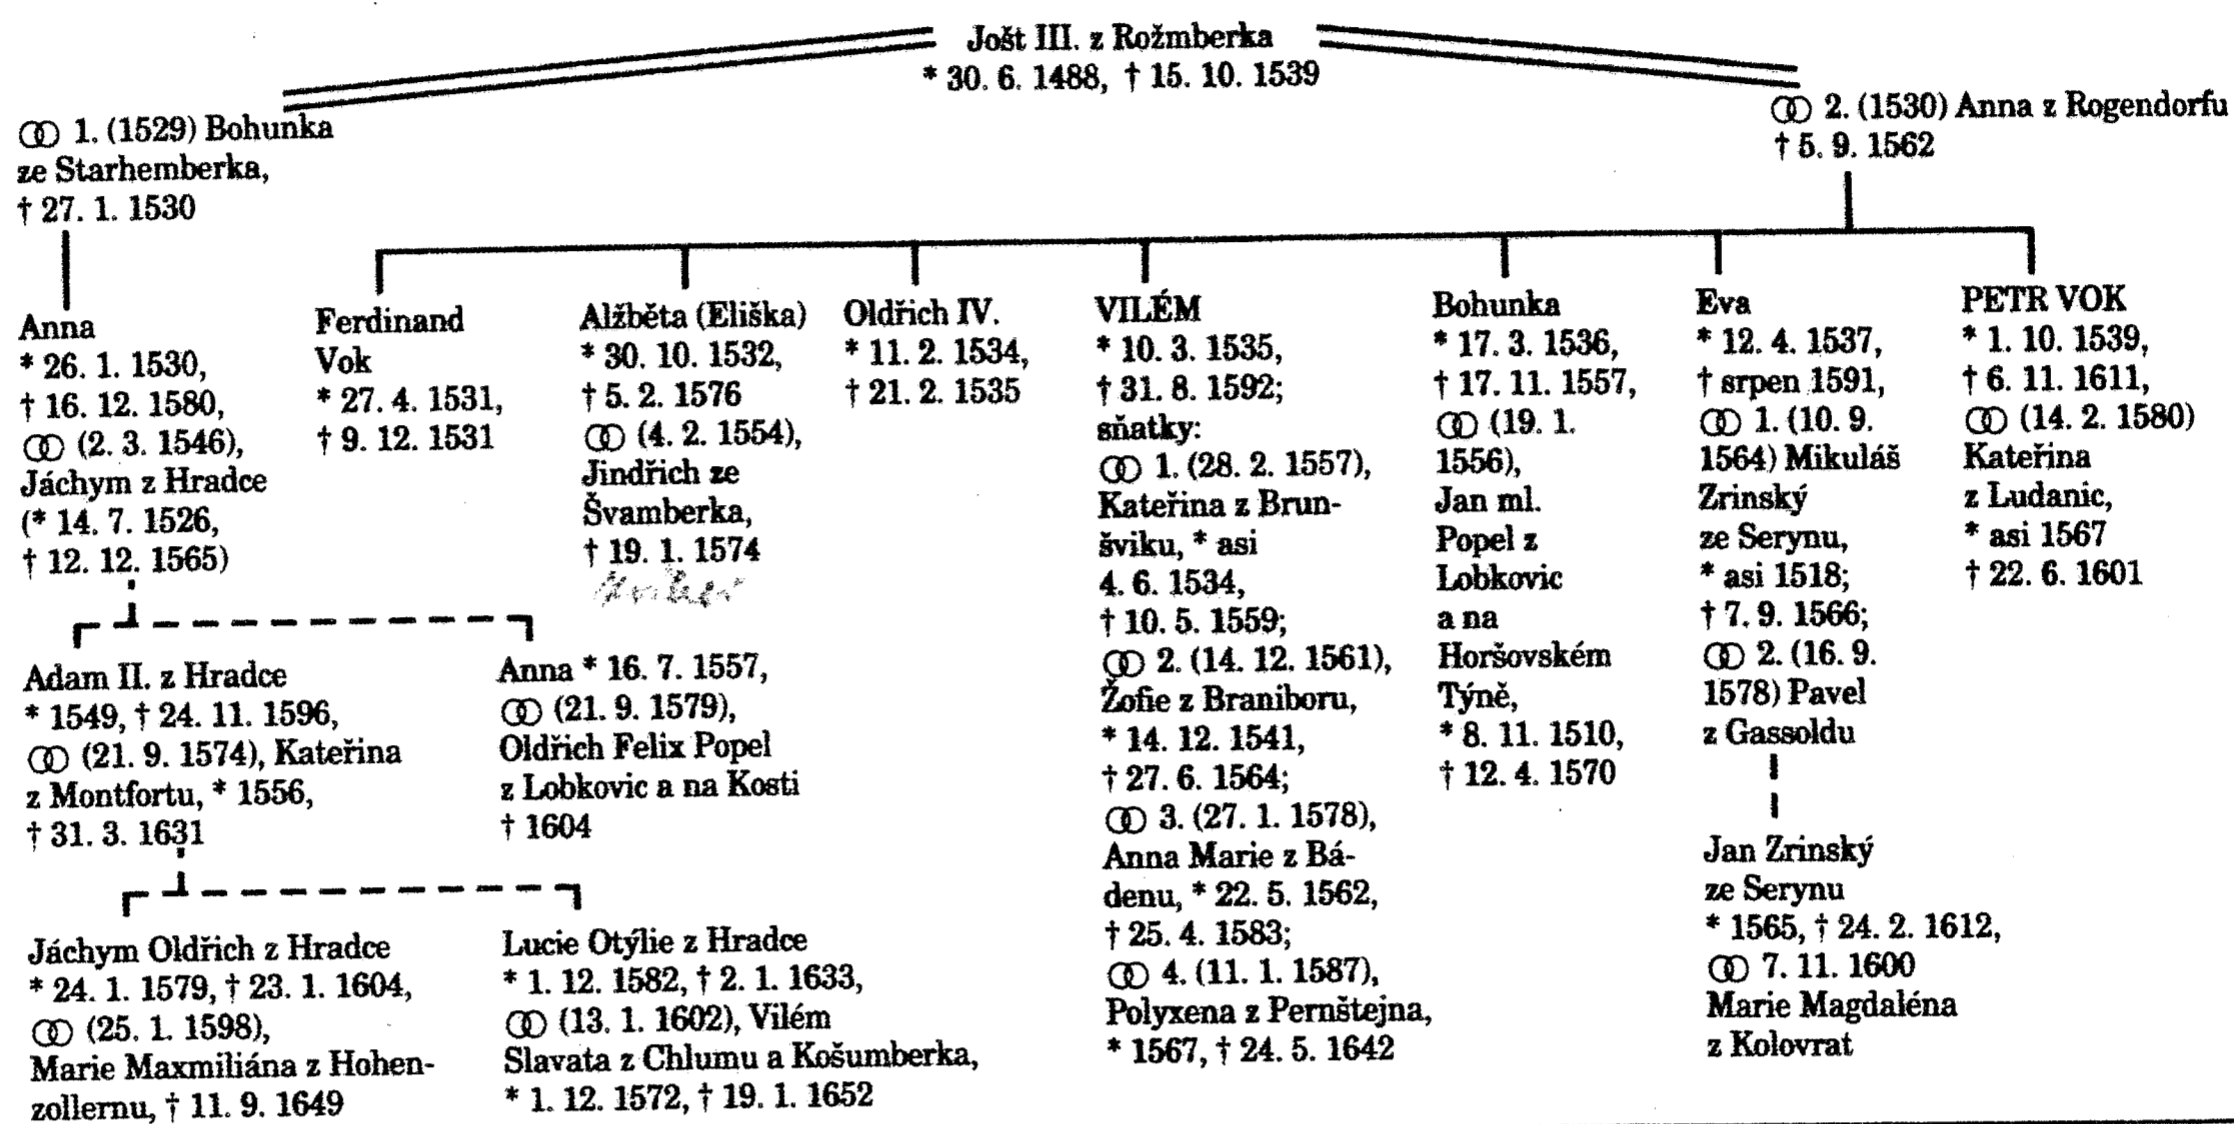 Jošt III. z Rožmberka
* 30. 6. 1488, † 15. 10. 1539
ⵚ 1. (1529) Bohunka
ze Starhemberka,
† 27. 1. 1530
ⵚ 2. (1530) Anna z Rogendorfu
† 5. 9. 1562
Anna
* 26. 1. 1530,
† 16. 12. 1580,
ⵚ (2. 3. 1546),
Jáchym z Hradce
(* 14. 7. 1526,
† 12. 12. 1565)
Ferdinand
Vok
* 27. 4. 1531,
† 9. 12. 1531
Alžběta (Eliška)
* 30. 10. 1532,
† 5. 2. 1576
ⵚ (4. 2. 1554),
Jindřich ze
Švamberka,
† 19. 1. 1574
Oldřich IV.
* 11. 2. 1534,
† 21. 2. 1535
VILÉM
* 10. 3. 1535,
† 31. 8. 1592;
sňatky:
ⵚ 1. (28. 2. 1557),
Kateřina z Brun-
šviku, * asi
4. 6. 1534,
† 10. 5. 1559;
ⵚ 2. (14. 12. 1561),
Žofie z Braniboru,
* 14. 12. 1541,
† 27. 6. 1564;
ⵚ 3. (27. 1. 1578),
Anna Marie z Bá-
denu, * 22. 5. 1562,
† 25. 4. 1583;
ⵚ 4. (11. 1. 1587),
Polyxena z Pernštejna,
* 1567, † 24. 5. 1642
Bohunka
* 17. 3. 1536,
† 17. 11. 1557,
ⵚ (19. 1.
1556),
Jan ml.
Popel z
Lobkovic
a na
Horšovském
Týně,
* 8. 11. 1510,
† 12. 4. 1570
Eva
* 12. 4. 1537,
† srpen 1591,
ⵚ 1. (10. 9.
1564) Mikuláš
Zrinský
ze Serynu,
* asi 1518;
† 7. 9. 1566;
ⵚ 2. (16. 9.
1578) Pavel
z Gassoldu
PETR VOK
* 1. 10. 1539,
† 6. 11. 1611,
ⵚ (14. 2. 1580)
Kateřina
z Ludanic,
* asi 1567
† 22. 6. 1601
Adam II. z Hradce
* 1549, † 24. 11. 1596,
ⵚ (21. 9. 1574), Kateřina
z Montfortu, * 1556,
† 31. 3. 1631
Anna * 16. 7. 1557,
ⵚ (21. 9. 1579),
Oldřich Felix Popel
z Lobkovic a na Kosti
† 1604
Jan Zrinský
ze Serynu
* 1565, † 24. 2. 1612,
ⵚ 7. 11. 1600
Marie Magdaléna
z Kolovrat
Jáchym Oldřich z Hradce
* 24. 1. 1579, † 23. 1. 1604,
ⵚ (25. 1. 1598),
Marie Maxmiliána z Hohen-
zollernu, † 11. 9. 1649
Lucie Otýlie z Hradce
* 1. 12. 1582, † 2. 1. 1633,
ⵚ (13. 1. 1602), Vilém
Slavata z Chlumu a Košumberka,
* 1. 12. 1572, † 19. 1. 1652